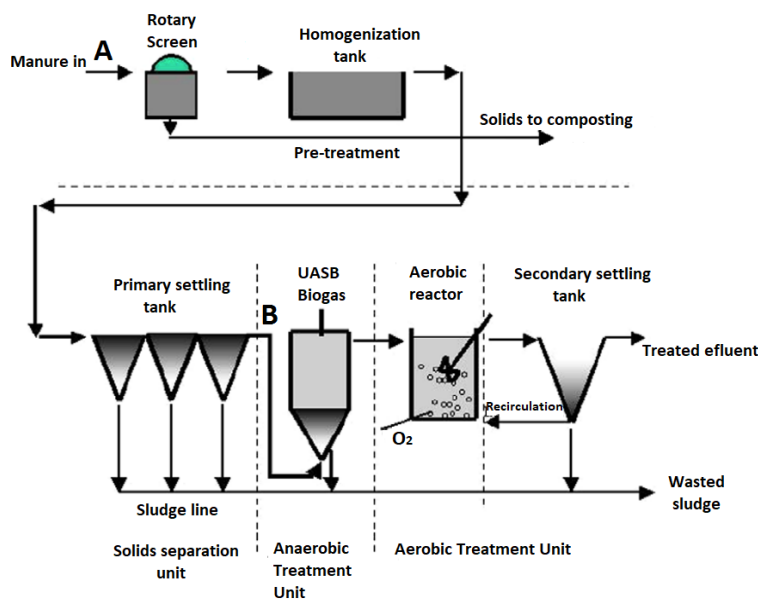 Rotary
Screen
Homogenization
tank
Manure in
A
Solids to composting
Pre-treatment
Primary settling
tank
B
UASB
Biogas
Aerobic
reactor
Secondary settling
tank
Treated efluent
Recirculation
O₂
Wasted
sludge
Sludge line
Solids separation
unit
Anaerobic
Treatment
Unit
Aerobic Treatment Unit